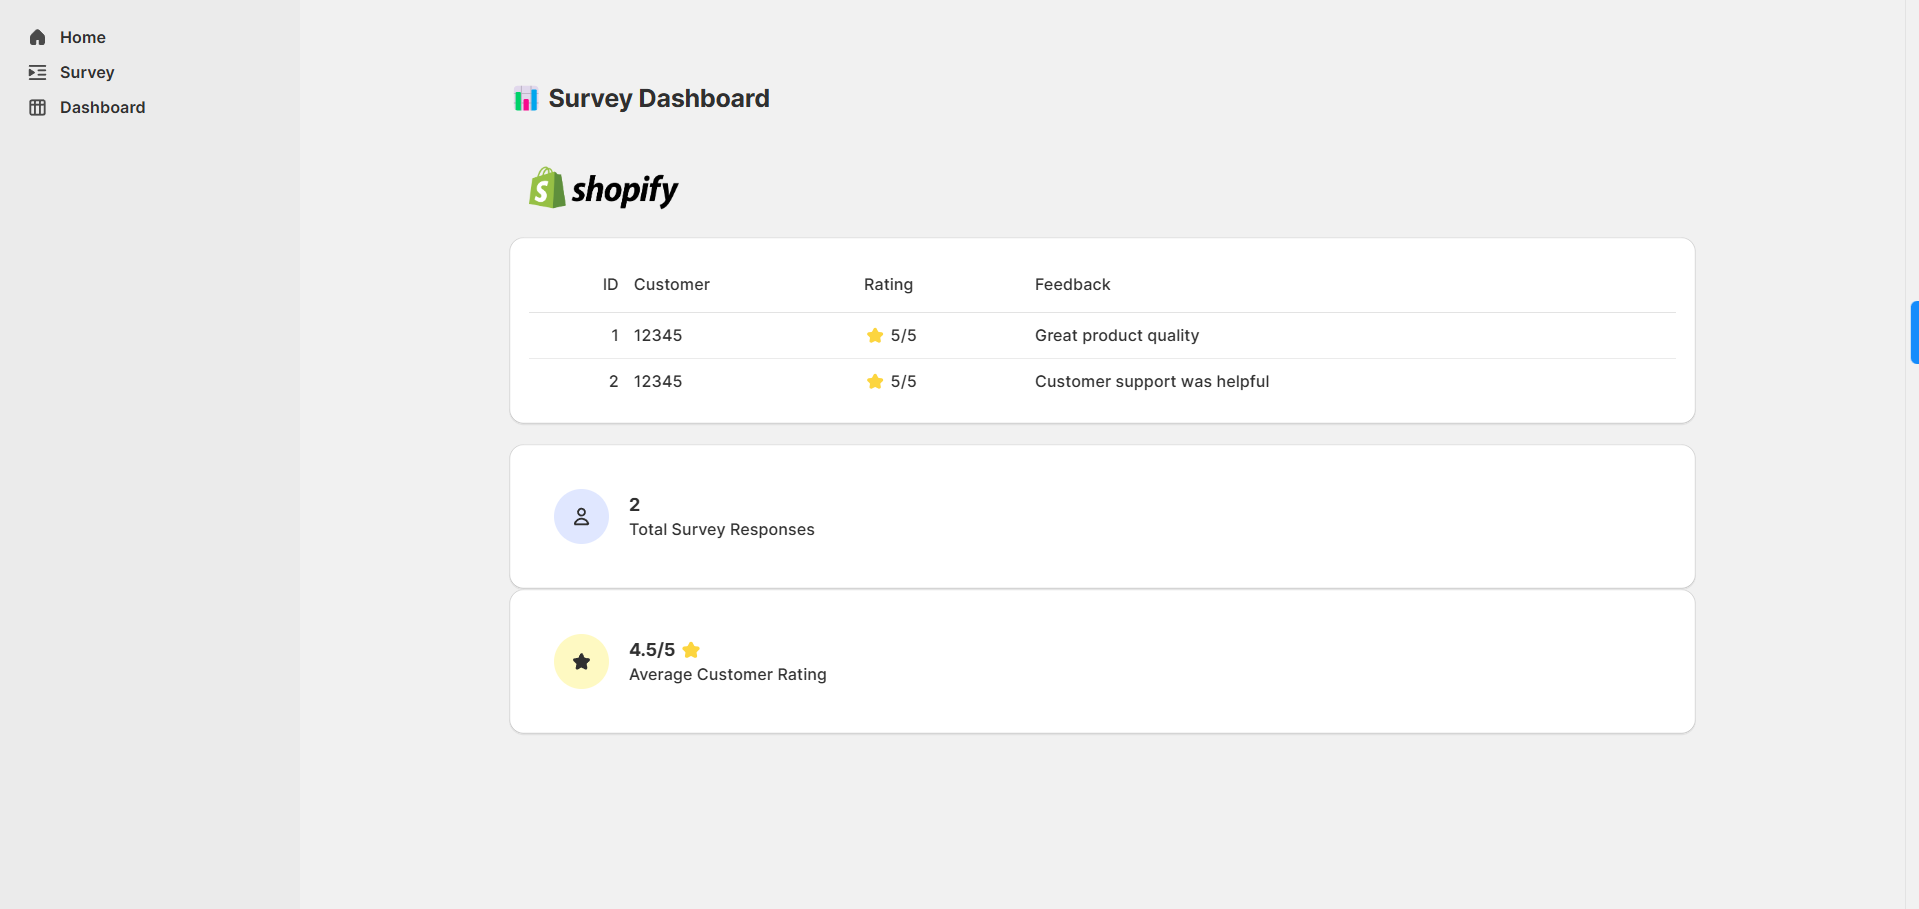 Home
Survey
Dashboard
Survey Dashboard
shopify
ID Customer Rating Feedback
1 12345 5/5 Great product quality
2 12345 5/5 Customer support was helpful
2
Total Survey Responses
4.5/5
Average Customer Rating